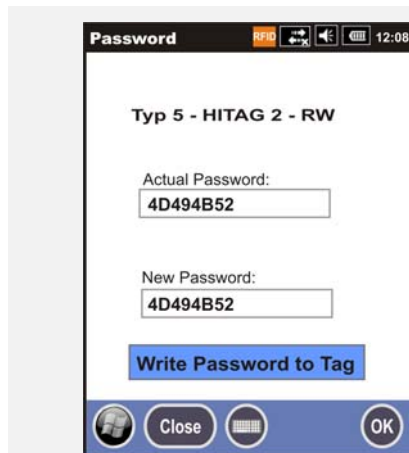 Password RFID 12:08
Typ 5 - HITAG 2 - RW
Actual Password:
4D494B52
New Password:
4D494B52
Write Password to Tag
Close OK